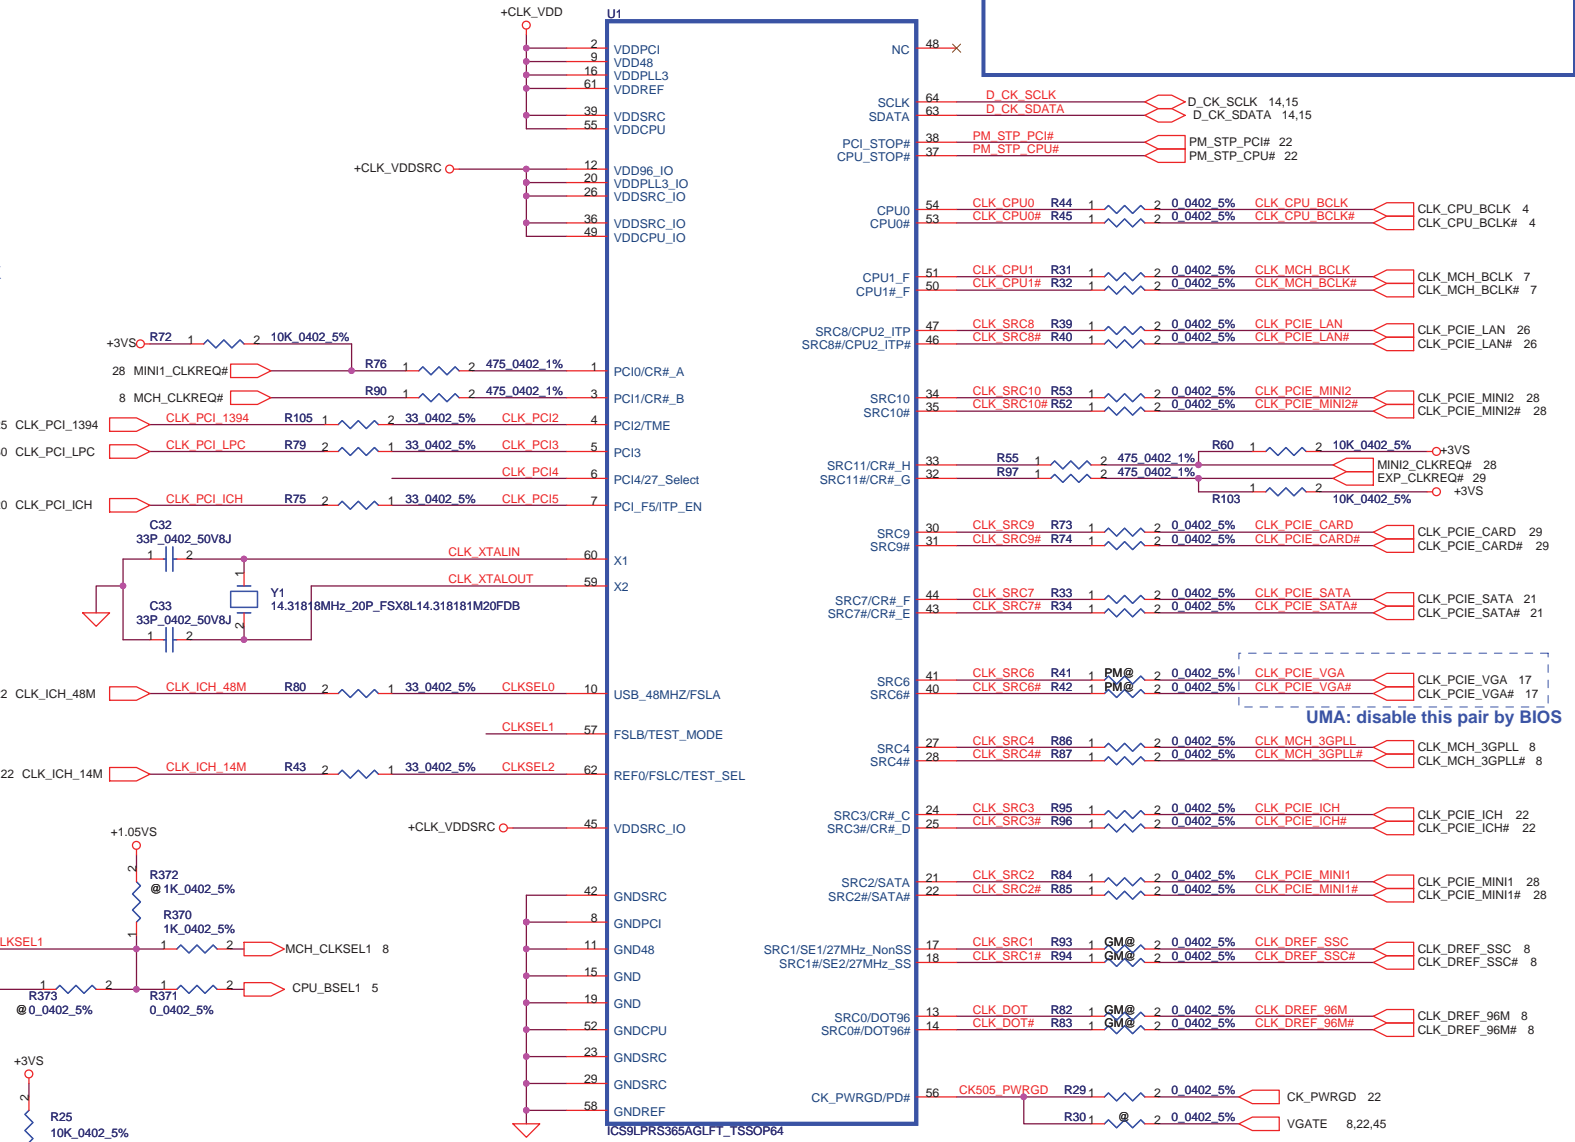 +CLK_VDD
U1
2 VDDPCI
9 VDD48
16 VDDPLL3
61 VDDREF
39 VDDSRC
55 VDDCPU
+CLK_VDDSRC
12 VDD96_IO
20 VDDPLL3_IO
26 VDDSRC_IO
36 VDDSRC_IO
49 VDDCPU_IO
+3VS R72 1 2 10K_0402_5%
28 MINI1_CLKREQ# R76 1 2 475_0402_1% 1 PCI0/CR#_A
8 MCH_CLKREQ# R90 1 2 475_0402_1% 3 PCI1/CR#_B
5 CLK_PCI_1394 CLK_PCI_1394 R105 1 2 33_0402_5% CLK_PCI2 4 PCI2/TME
0 CLK_PCI_LPC CLK_PCI_LPC R79 2 1 33_0402_5% CLK_PCI3 5 PCI3
CLK_PCI4 6 PCI4/27_Select
0 CLK_PCI_ICH CLK_PCI_ICH R75 2 1 33_0402_5% CLK_PCI5 7 PCI_F5/ITP_EN
C32
33P_0402_50V8J
1 2 CLK_XTALIN 60 X1
CLK_XTALOUT 59 X2
1 Y1
14.31818MHz_20P_FSX8L14.318181M20FDB
C33
33P_0402_50V8J
1 2 2
2 CLK_ICH_48M CLK_ICH_48M R80 2 1 33_0402_5% CLKSEL0 10 USB_48MHZ/FSLA
CLKSEL1 57 FSLB/TEST_MODE
22 CLK_ICH_14M CLK_ICH_14M R43 2 1 33_0402_5% CLKSEL2 62 REF0/FSLC/TEST_SEL
+CLK_VDDSRC 45 VDDSRC_IO
+1.05VS
2
R372
@ 1K_0402_5%
1
R370
1K_0402_5%
LKSEL1 1 2 MCH_CLKSEL1 8
1 2 1 2 CPU_BSEL1 5
R373
@ 0_0402_5%
R371
0_0402_5%
+3VS
2
R25
10K_0402_5%
42 GNDSRC
8 GNDPCI
11 GND48
15 GND
19 GND
52 GNDCPU
23 GNDSRC
29 GNDSRC
58 GNDREF
ICS9LPRS365AGLFT_TSSOP64
NC 48
SCLK 64 D_CK_SCLK D_CK_SCLK 14,15
SDATA 63 D_CK_SDATA D_CK_SDATA 14,15
PCI_STOP# 38 PM_STP_PCI# PM_STP_PCI# 22
CPU_STOP# 37 PM_STP_CPU# PM_STP_CPU# 22
CPU0 54 CLK_CPU0 R44 1 2 0_0402_5% CLK_CPU_BCLK CLK_CPU_BCLK 4
CPU0# 53 CLK_CPU0# R45 1 2 0_0402_5% CLK_CPU_BCLK# CLK_CPU_BCLK# 4
CPU1_F 51 CLK_CPU1 R31 1 2 0_0402_5% CLK_MCH_BCLK CLK_MCH_BCLK 7
CPU1#_F 50 CLK_CPU1# R32 1 2 0_0402_5% CLK_MCH_BCLK# CLK_MCH_BCLK# 7
SRC8/CPU2_ITP 47 CLK_SRC8 R39 1 2 0_0402_5% CLK_PCIE_LAN CLK_PCIE_LAN 26
SRC8#/CPU2_ITP# 46 CLK_SRC8# R40 1 2 0_0402_5% CLK_PCIE_LAN# CLK_PCIE_LAN# 26
SRC10 34 CLK_SRC10 R53 1 2 0_0402_5% CLK_PCIE_MINI2 CLK_PCIE_MINI2 28
SRC10# 35 CLK_SRC10# R52 1 2 0_0402_5% CLK_PCIE_MINI2# CLK_PCIE_MINI2# 28
R60 1 2 10K_0402_5% +3VS
SRC11/CR#_H 33 R55 1 2 475_0402_1% MINI2_CLKREQ# 28
SRC11#/CR#_G 32 R97 1 2 475_0402_1% EXP_CLKREQ# 29
R103 1 2 10K_0402_5% +3VS
SRC9 30 CLK_SRC9 R73 1 2 0_0402_5% CLK_PCIE_CARD CLK_PCIE_CARD 29
SRC9# 31 CLK_SRC9# R74 1 2 0_0402_5% CLK_PCIE_CARD# CLK_PCIE_CARD# 29
SRC7/CR#_F 44 CLK_SRC7 R33 1 2 0_0402_5% CLK_PCIE_SATA CLK_PCIE_SATA 21
SRC7#/CR#_E 43 CLK_SRC7# R34 1 2 0_0402_5% CLK_PCIE_SATA# CLK_PCIE_SATA# 21
SRC6 41 CLK_SRC6 R41 1 PM@ 2 0_0402_5% CLK_PCIE_VGA CLK_PCIE_VGA 17
SRC6# 40 CLK_SRC6# R42 1 PM@ 2 0_0402_5% CLK_PCIE_VGA# CLK_PCIE_VGA# 17
UMA: disable this pair by BIOS
SRC4 27 CLK_SRC4 R86 1 2 0_0402_5% CLK_MCH_3GPLL CLK_MCH_3GPLL 8
SRC4# 28 CLK_SRC4# R87 1 2 0_0402_5% CLK_MCH_3GPLL# CLK_MCH_3GPLL# 8
SRC3/CR#_C 24 CLK_SRC3 R95 1 2 0_0402_5% CLK_PCIE_ICH CLK_PCIE_ICH 22
SRC3#/CR#_D 25 CLK_SRC3# R96 1 2 0_0402_5% CLK_PCIE_ICH# CLK_PCIE_ICH# 22
SRC2/SATA 21 CLK_SRC2 R84 1 2 0_0402_5% CLK_PCIE_MINI1 CLK_PCIE_MINI1 28
SRC2#/SATA# 22 CLK_SRC2# R85 1 2 0_0402_5% CLK_PCIE_MINI1# CLK_PCIE_MINI1# 28
SRC1/SE1/27MHz_NonSS 17 CLK_SRC1 R93 1 GM@ 2 0_0402_5% CLK_DREF_SSC CLK_DREF_SSC 8
SRC1#/SE2/27MHz_SS 18 CLK_SRC1# R94 1 GM@ 2 0_0402_5% CLK_DREF_SSC# CLK_DREF_SSC# 8
SRC0/DOT96 13 CLK_DOT R82 1 GM@ 2 0_0402_5% CLK_DREF_96M CLK_DREF_96M 8
SRC0#/DOT96# 14 CLK_DOT# R83 1 GM@ 2 0_0402_5% CLK_DREF_96M# CLK_DREF_96M# 8
CK_PWRGD/PD# 56 CK505_PWRGD R29 1 2 0_0402_5% CK_PWRGD 22
R30 1 @ 2 0_0402_5% VGATE 8,22,45